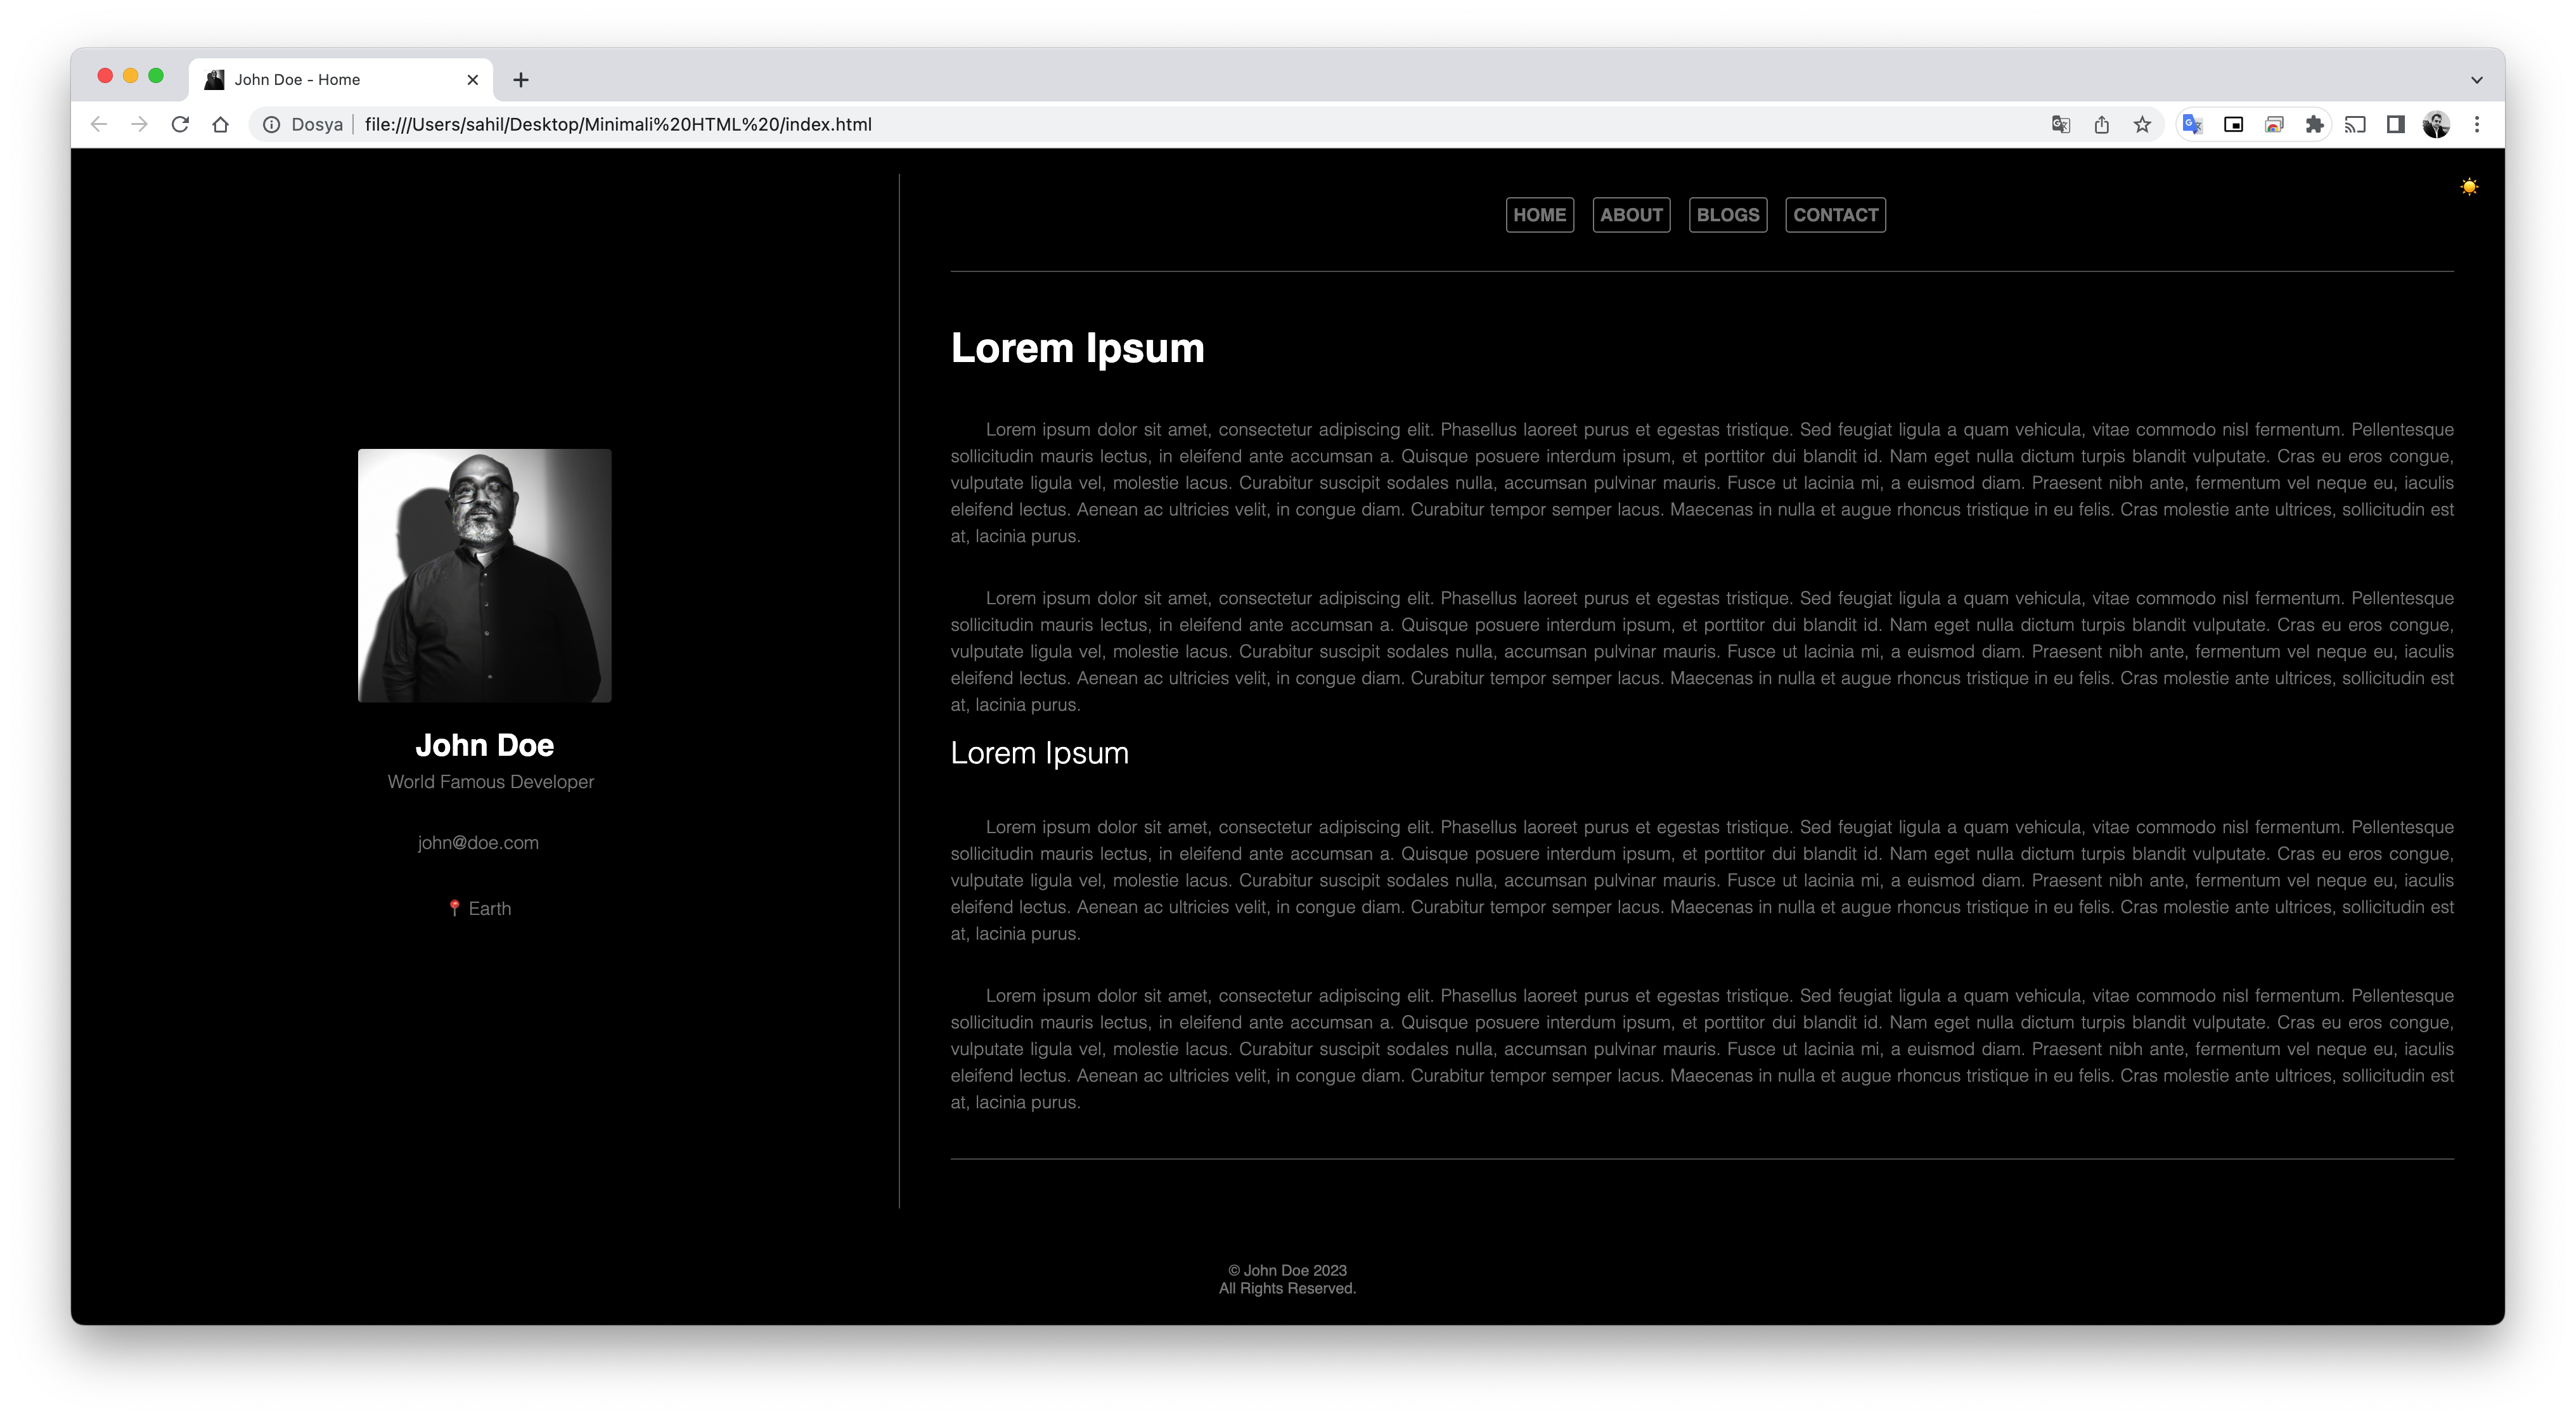 John Doe - Home
Dosya file:///Users/sahil/Desktop/Minimali%20HTML%20/index.html
HOME ABOUT BLOGS CONTACT
John Doe
World Famous Developer
john@doe.com
Earth
Lorem Ipsum
Lorem ipsum dolor sit amet, consectetur adipiscing elit. Phasellus laoreet purus et egestas tristique. Sed feugiat ligula a quam vehicula, vitae commodo nisl fermentum. Pellentesque
sollicitudin mauris lectus, in eleifend ante accumsan a. Quisque posuere interdum ipsum, et porttitor dui blandit id. Nam eget nulla dictum turpis blandit vulputate. Cras eu eros congue,
vulputate ligula vel, molestie lacus. Curabitur suscipit sodales nulla, accumsan pulvinar mauris. Fusce ut lacinia mi, a euismod diam. Praesent nibh ante, fermentum vel neque eu, iaculis
eleifend lectus. Aenean ac ultricies velit, in congue diam. Curabitur tempor semper lacus. Maecenas in nulla et augue rhoncus tristique in eu felis. Cras molestie ante ultrices, sollicitudin est
at, lacinia purus.
Lorem ipsum dolor sit amet, consectetur adipiscing elit. Phasellus laoreet purus et egestas tristique. Sed feugiat ligula a quam vehicula, vitae commodo nisl fermentum. Pellentesque
sollicitudin mauris lectus, in eleifend ante accumsan a. Quisque posuere interdum ipsum, et porttitor dui blandit id. Nam eget nulla dictum turpis blandit vulputate. Cras eu eros congue,
vulputate ligula vel, molestie lacus. Curabitur suscipit sodales nulla, accumsan pulvinar mauris. Fusce ut lacinia mi, a euismod diam. Praesent nibh ante, fermentum vel neque eu, iaculis
eleifend lectus. Aenean ac ultricies velit, in congue diam. Curabitur tempor semper lacus. Maecenas in nulla et augue rhoncus tristique in eu felis. Cras molestie ante ultrices, sollicitudin est
at, lacinia purus.
Lorem Ipsum
Lorem ipsum dolor sit amet, consectetur adipiscing elit. Phasellus laoreet purus et egestas tristique. Sed feugiat ligula a quam vehicula, vitae commodo nisl fermentum. Pellentesque
sollicitudin mauris lectus, in eleifend ante accumsan a. Quisque posuere interdum ipsum, et porttitor dui blandit id. Nam eget nulla dictum turpis blandit vulputate. Cras eu eros congue,
vulputate ligula vel, molestie lacus. Curabitur suscipit sodales nulla, accumsan pulvinar mauris. Fusce ut lacinia mi, a euismod diam. Praesent nibh ante, fermentum vel neque eu, iaculis
eleifend lectus. Aenean ac ultricies velit, in congue diam. Curabitur tempor semper lacus. Maecenas in nulla et augue rhoncus tristique in eu felis. Cras molestie ante ultrices, sollicitudin est
at, lacinia purus.
Lorem ipsum dolor sit amet, consectetur adipiscing elit. Phasellus laoreet purus et egestas tristique. Sed feugiat ligula a quam vehicula, vitae commodo nisl fermentum. Pellentesque
sollicitudin mauris lectus, in eleifend ante accumsan a. Quisque posuere interdum ipsum, et porttitor dui blandit id. Nam eget nulla dictum turpis blandit vulputate. Cras eu eros congue,
vulputate ligula vel, molestie lacus. Curabitur suscipit sodales nulla, accumsan pulvinar mauris. Fusce ut lacinia mi, a euismod diam. Praesent nibh ante, fermentum vel neque eu, iaculis
eleifend lectus. Aenean ac ultricies velit, in congue diam. Curabitur tempor semper lacus. Maecenas in nulla et augue rhoncus tristique in eu felis. Cras molestie ante ultrices, sollicitudin est
at, lacinia purus.
© John Doe 2023
All Rights Reserved.